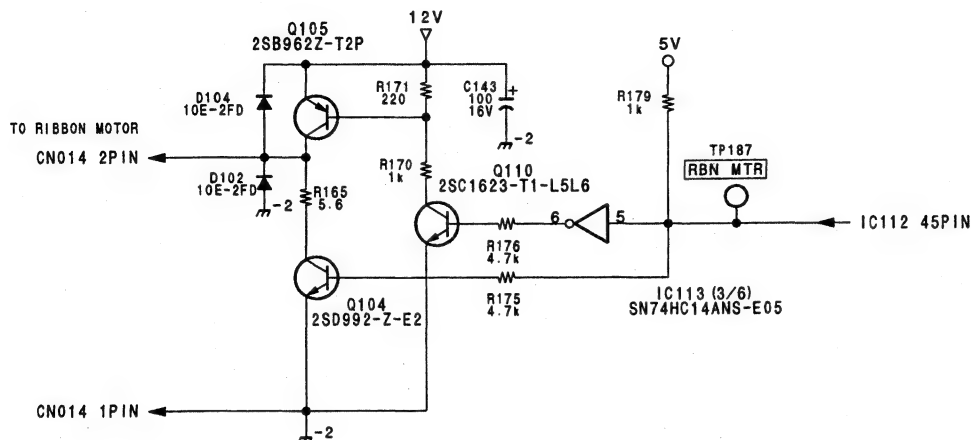 Q105
2SB962Z-T2P
12V
5V
D104
10E-2FD
R171
220
C143
100
16V
+
-2
R179
1k
TO RIBBON MOTOR
CN014 2PIN
D102
10E-2FD
-2
R165
5.6
R170
1k
Q110
2SC1623-T1-L5L6
TP187
RBN MTR
6
5
IC112 45PIN
R176
4.7k
R175
4.7k
IC113 (3/6)
SN74HC14ANS-E05
Q104
2SD992-Z-E2
CN014 1PIN
-2